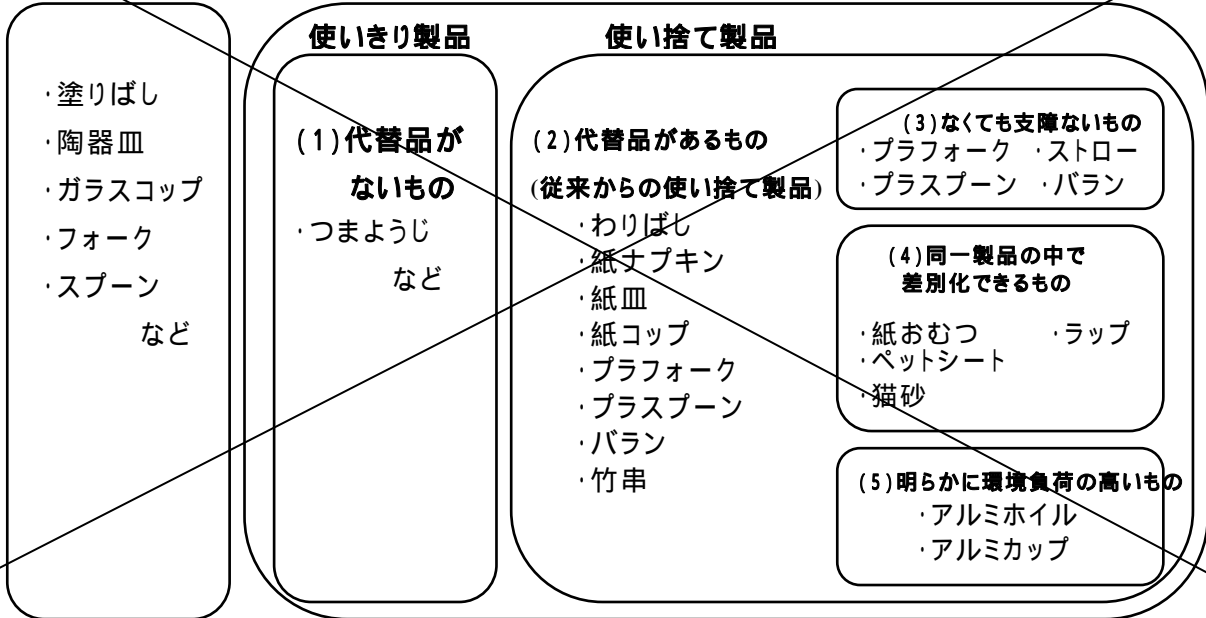 ・塗りばし
・陶器皿
・ガラスコップ
・フォーク
・スプーン
など
使いきり製品
(1)代替品が
ないもの
・つまようじ
など
使い捨て製品
(2)代替品があるもの
(従来からの使い捨て製品)
・わりばし
・紙ナプキン
・紙皿
・紙コップ
・プラフォーク
・プラスプーン
・バラン
・竹串
(3)なくても支障ないもの
・プラフォーク ・ストロー
・プラスプーン ・バラン
(4)同一製品の中で
差別化できるもの
・紙おむつ ・ラップ
・ペットシート
・猫砂
(5)明らかに環境負荷の高いもの
・アルミホイル
・アルミカップ